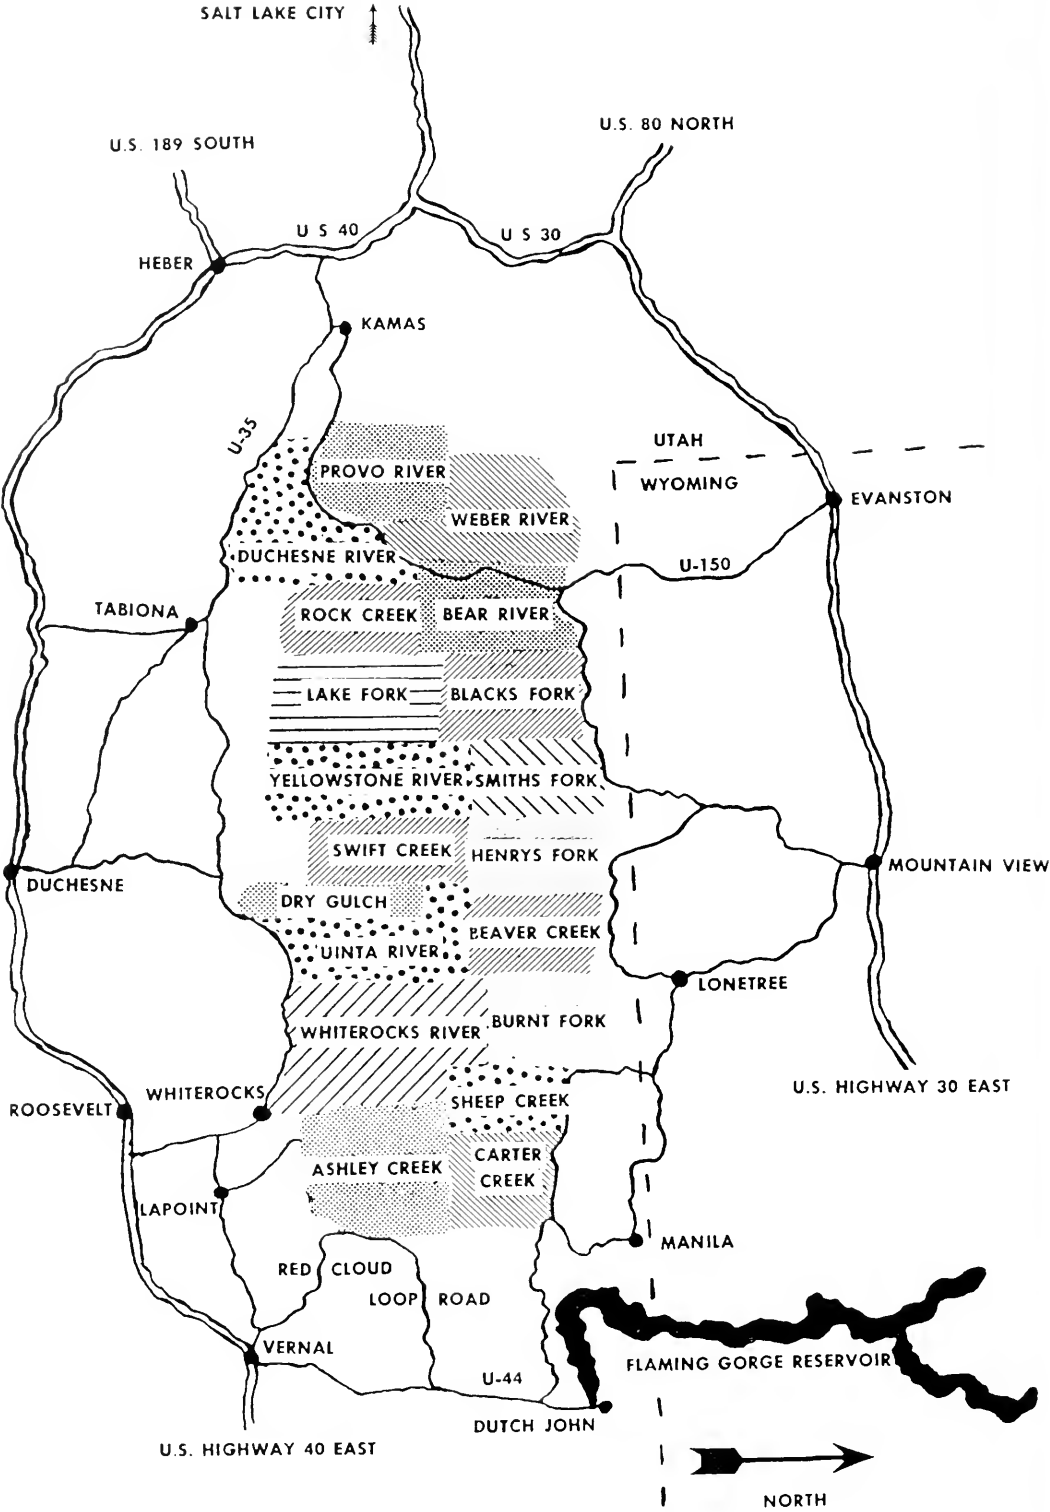 SALT LAKE CITY
U.S. 80 NORTH
U.S. 189 SOUTH
U S 40
U S 30
HEBER
KAMAS
U-35
UTAH
PROVO RIVER
WYOMING
EVANSTON
WEBER RIVER
DUCHESNE RIVER
U-150
TABIONA
ROCK CREEK
BEAR RIVER
LAKE FORK
BLACKS FORK
YELLOWSTONE RIVER
SMITHS FORK
SWIFT CREEK
HENRYS FORK
MOUNTAIN VIEW
DUCHESNE
DRY GULCH
BEAVER CREEK
UINTA RIVER
LONETREE
BURNT FORK
WHITEROCKS RIVER
U.S. HIGHWAY 30 EAST
WHITEROCKS
ROOSEVELT
SHEEP CREEK
CARTER
CREEK
ASHLEY CREEK
LAPOINT
MANILA
RED CLOUD
LOOP ROAD
VERNAL
FLAMING GORGE RESERVOIR
U-44
DUTCH JOHN
U.S. HIGHWAY 40 EAST
NORTH